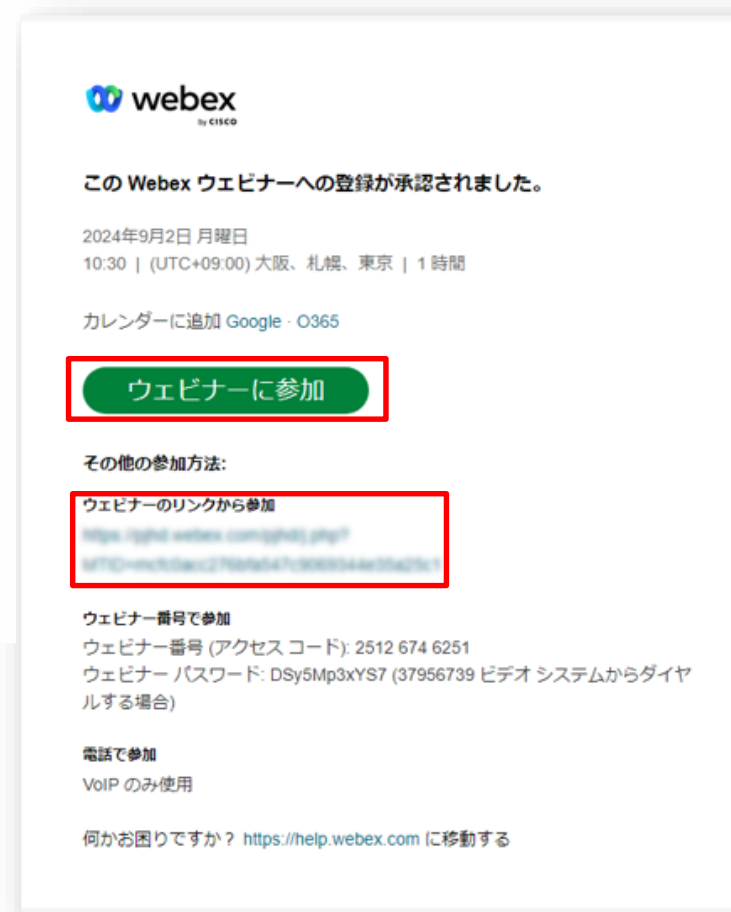 webex
by CISCO
この Webex ウェビナーへの登録が承認されました。
2024年9月2日 月曜日
10:30 | (UTC+09:00) 大阪、札幌、東京 | 1 時間
カレンダーに追加 Google · O365
ウェビナーに参加
その他の参加方法:
ウェビナーのリンクから参加
ウェビナー番号で参加
ウェビナー番号 (アクセス コード): 2512 674 6251
ウェビナー パスワード: DSy5Mp3xYS7 (37956739 ビデオ システムからダイヤ
ルする場合)
電話で参加
VoIP のみ使用
何かお困りですか? https://help.webex.com に移動する